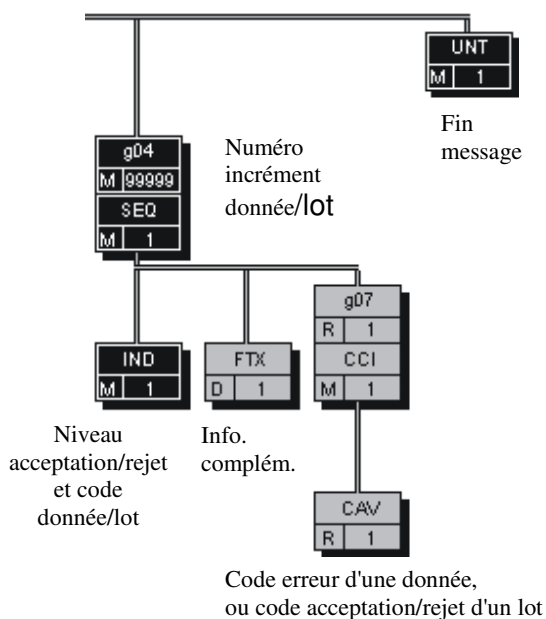 UNT
M 1
Fin
message
g04
M 99999
SEQ
M 1
Numéro
incrément
donnée/lot
IND
M 1
Niveau
acceptation/rejet
et code
donnée/lot
FTX
D 1
Info.
complém.
g07
R 1
CCI
M 1
CAV
R 1
Code erreur d'une donnée,
ou code acceptation/rejet d'un lot